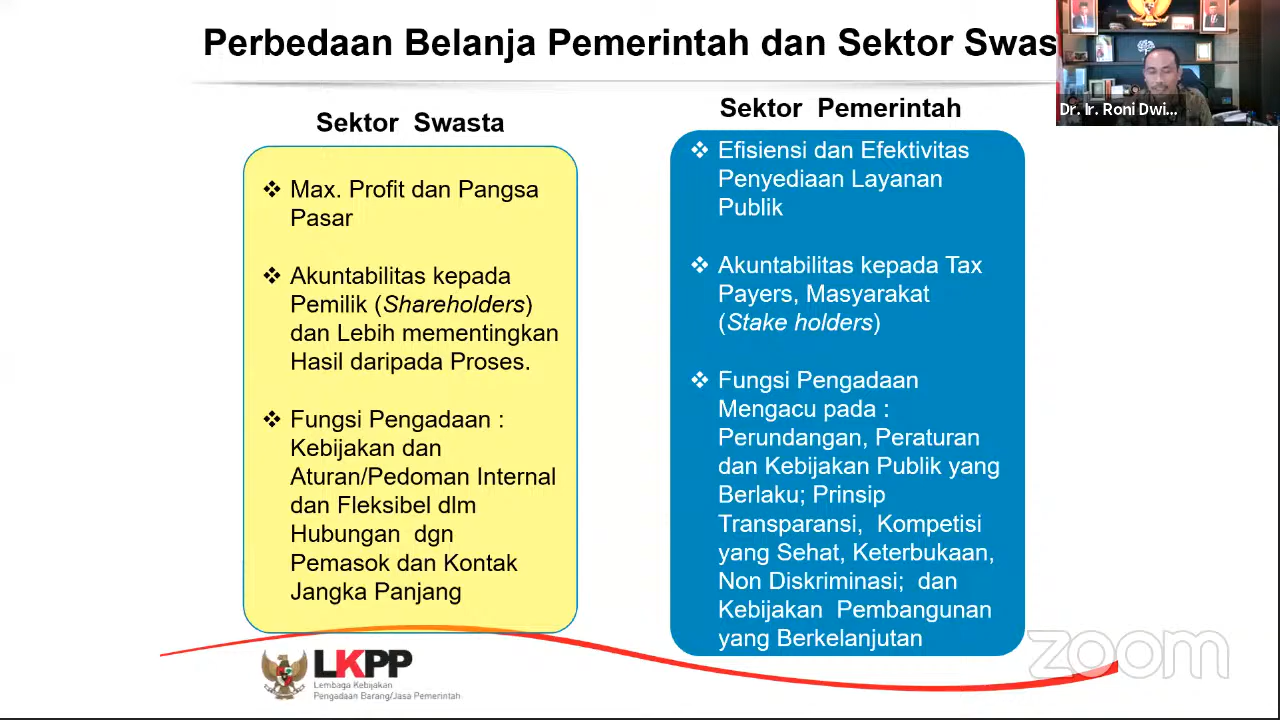 Perbedaan Belanja Pemerintah dan Sektor Swas
Dr. Ir. Roni Dwi...
Sektor Swasta
❖ Max. Profit dan Pangsa
Pasar
❖ Akuntabilitas kepada
Pemilik (Shareholders)
dan Lebih mementingkan
Hasil daripada Proses.
❖ Fungsi Pengadaan :
Kebijakan dan
Aturan/Pedoman Internal
dan Fleksibel dlm
Hubungan dgn
Pemasok dan Kontak
Jangka Panjang
Sektor Pemerintah
❖ Efisiensi dan Efektivitas
Penyediaan Layanan
Publik
❖ Akuntabilitas kepada Tax
Payers, Masyarakat
(Stake holders)
❖ Fungsi Pengadaan
Mengacu pada :
Perundangan, Peraturan
dan Kebijakan Publik yang
Berlaku; Prinsip
Transparansi, Kompetisi
yang Sehat, Keterbukaan,
Non Diskriminasi; dan
Kebijakan Pembangunan
yang Berkelanjutan
LKPP
Lembaga Kebijakan
Pengadaan Barang/Jasa Pemerintah
zoom